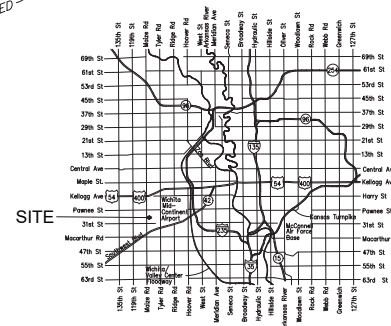 ED
135th St
119th St
Maize Rd
Tyler Rd
Ridge Rd
Hoover Rd
West St
Arkansas River
Meridian Ave
Seneca St
Broadway St
Hydraulic St
Hillside St
Oliver St
Woodlawn St
Rock Rd
Webb Rd
Greenwich
127th St
69th St
61st St
53rd St
45th St
37th St
29th St
21st St
13th St
Central Ave
Maple St
Kellogg Ave
Pawnee St
31st St
Macarthur Rd
47th St
55th St
63rd St
69th St
254
61st St
53rd St
45th St
96
37th St
96
29th St
21st St
135
13th St
Central Av
54
400
54
400
Kellogg Av
42
Harry St
Wichita
Mid-
Continent
Airport
SITE
Kansas Turnpike
Pawnee St
31st St
McConnell
Air Force
Base
235
Macarthur
Southwest Blvd
15
47th St
35
55th St
Wichita/
Valley Center
Floodway
63rd St
135th St
119th St
Maize Rd
Tyler Rd
Ridge Rd
Hoover Rd
West St
Meridian Ave
Seneca St
Broadway St
Hydraulic St
Hillside St
Arkansas River
Woodlawn St
Rock Rd
Webb Rd
Greenwich
127th St